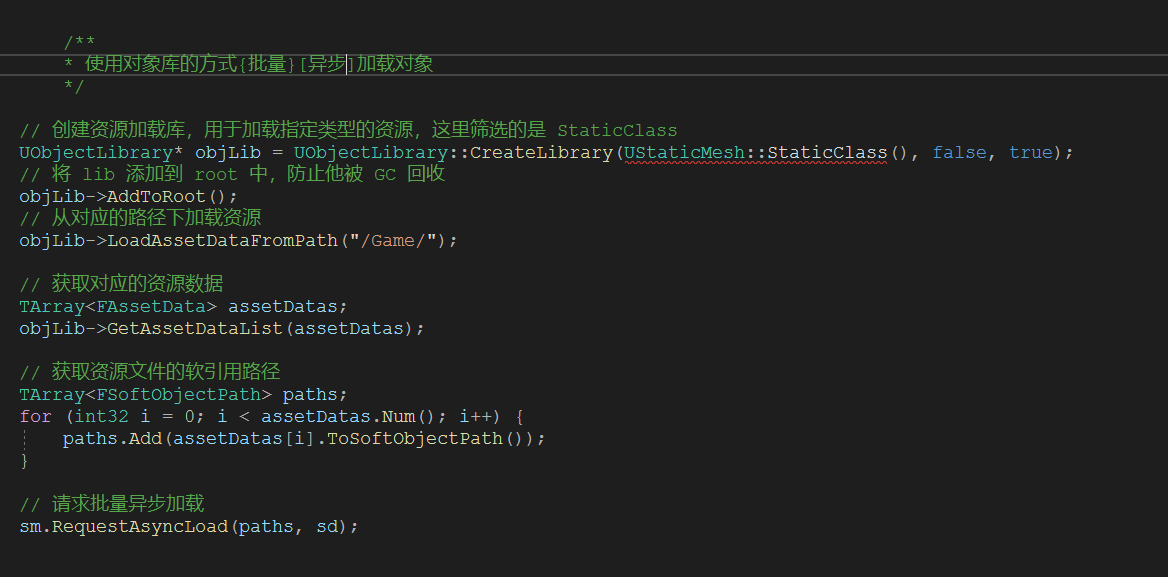 /**
* 使用对象库的方式{批量}[异步]加载对象
*/
// 创建资源加载库，用于加载指定类型的资源，这里筛选的是 StaticClass
UObjectLibrary* objLib = UObjectLibrary::CreateLibrary(UStaticMesh::StaticClass(), false, true);
// 将 lib 添加到 root 中，防止他被 GC 回收
objLib->AddToRoot();
// 从对应的路径下加载资源
objLib->LoadAssetDataFromPath("/Game/");
// 获取对应的资源数据
TArray<FAssetData> assetDatas;
objLib->GetAssetDataList(assetDatas);
// 获取资源文件的软引用路径
TArray<FSoftObjectPath> paths;
for (int32 i = 0; i < assetDatas.Num(); i++) {
paths.Add(assetDatas[i].ToSoftObjectPath());
}
// 请求批量异步加载
sm.RequestAsyncLoad(paths, sd);